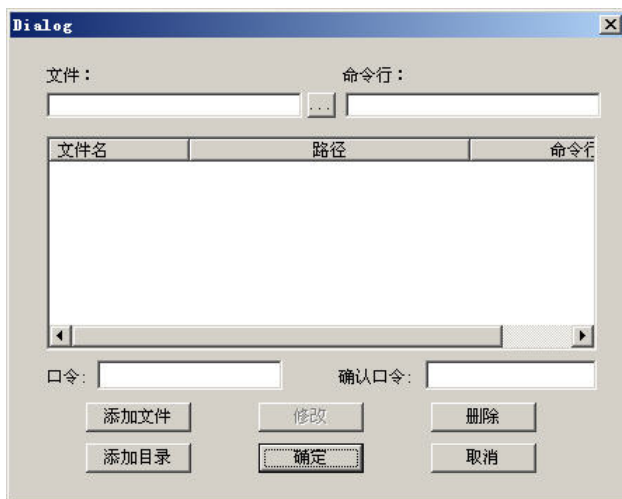 Dialog
文件： 命令行：
...
文件名 路径 命令行
口令: 确认口令:
添加文件 修改 删除
添加目录 确定 取消